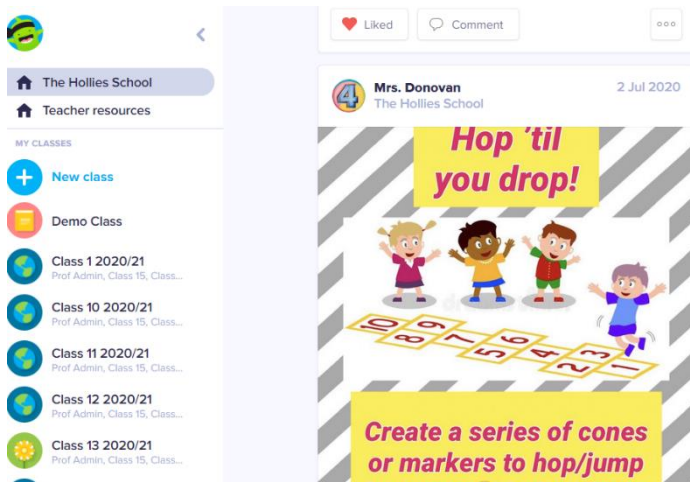 The Hollies School
Teacher resources
MY CLASSES
New class
Demo Class
Class 1 2020/21
Prof Admin, Class 15, Class...
Class 10 2020/21
Prof Admin, Class 15, Class...
Class 11 2020/21
Prof Admin, Class 15, Class...
Class 12 2020/21
Prof Admin, Class 15, Class...
Class 13 2020/21
Prof Admin, Class 15, Class...
Liked
Comment
4
Mrs. Donovan
2 Jul 2020
The Hollies School
Hop 'til
you drop!
10
9
8
7
6
5
4
3
2
1
Create a series of cones
or markers to hop/jump